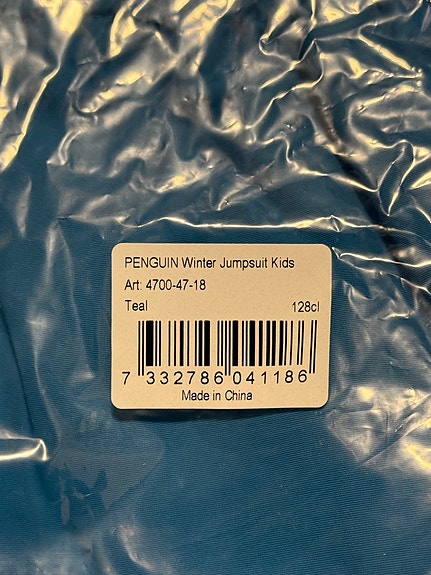 PENGUIN Winter Jumpsuit Kids
Art: 4700-47-18
Teal 128cl
7 332786 041186
Made in China